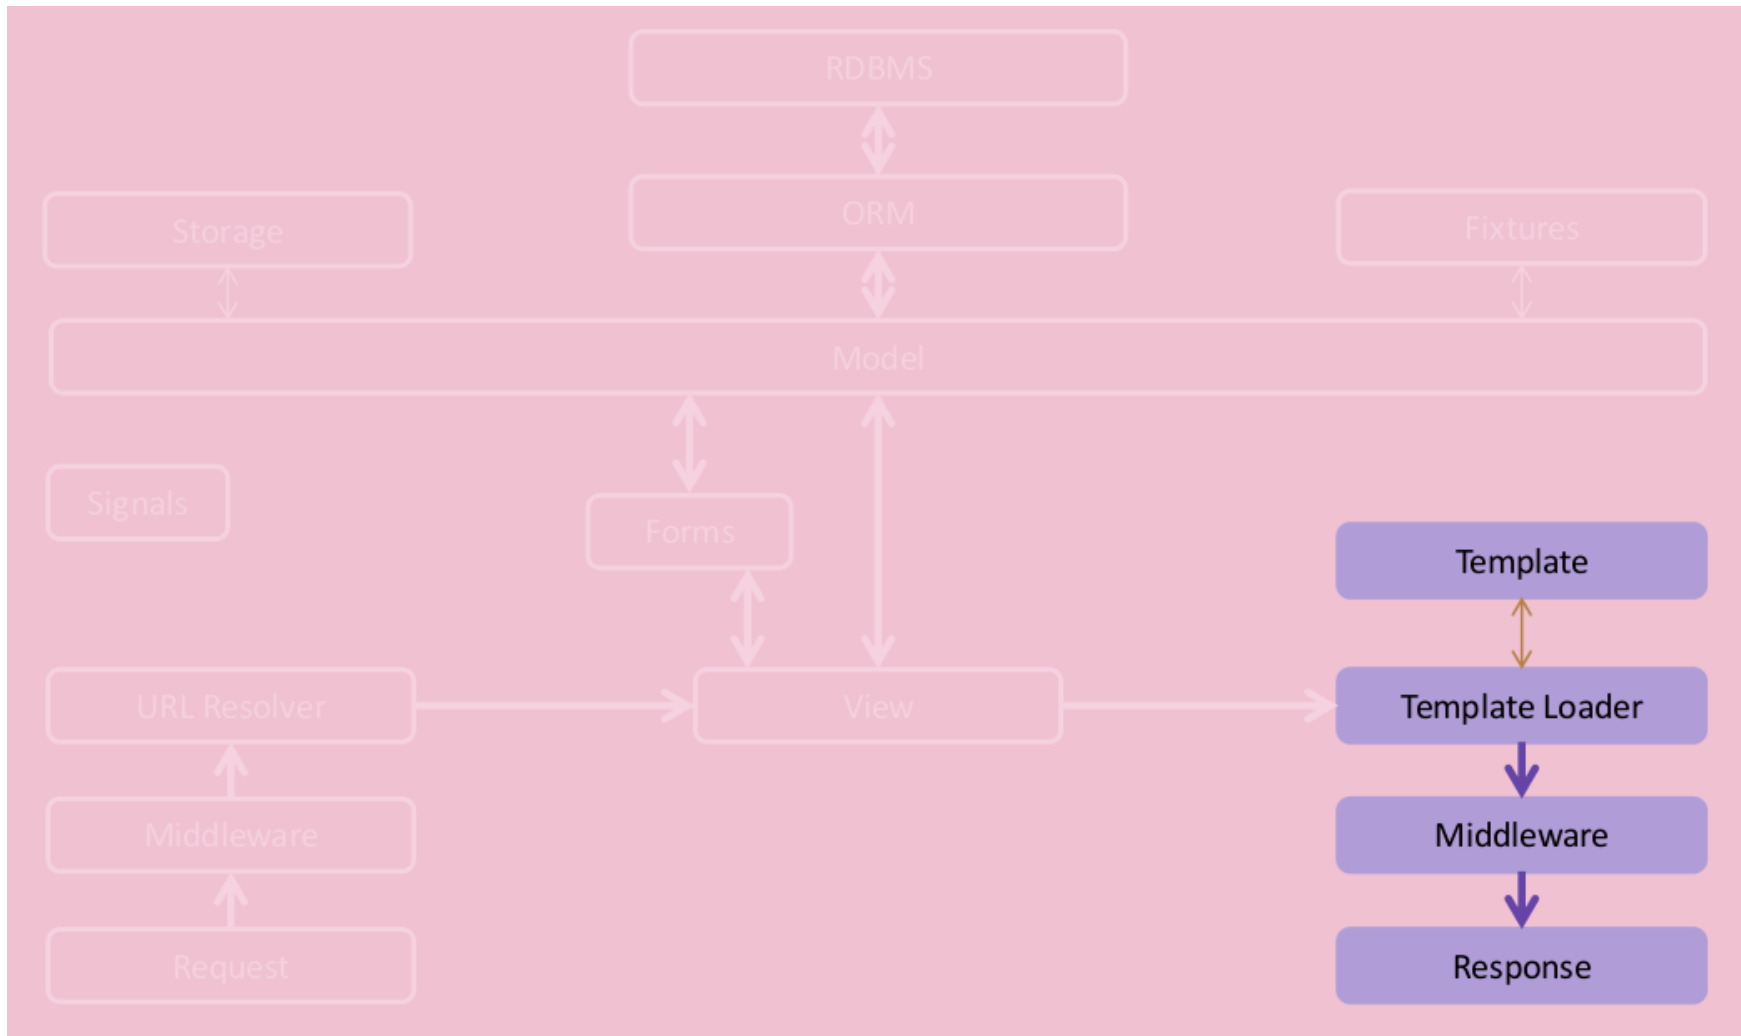 RDBMS
ORM
Storage
Fixtures
Model
Signals
Forms
Template
URL Resolver
View
Template Loader
Middleware
Middleware
Request
Response